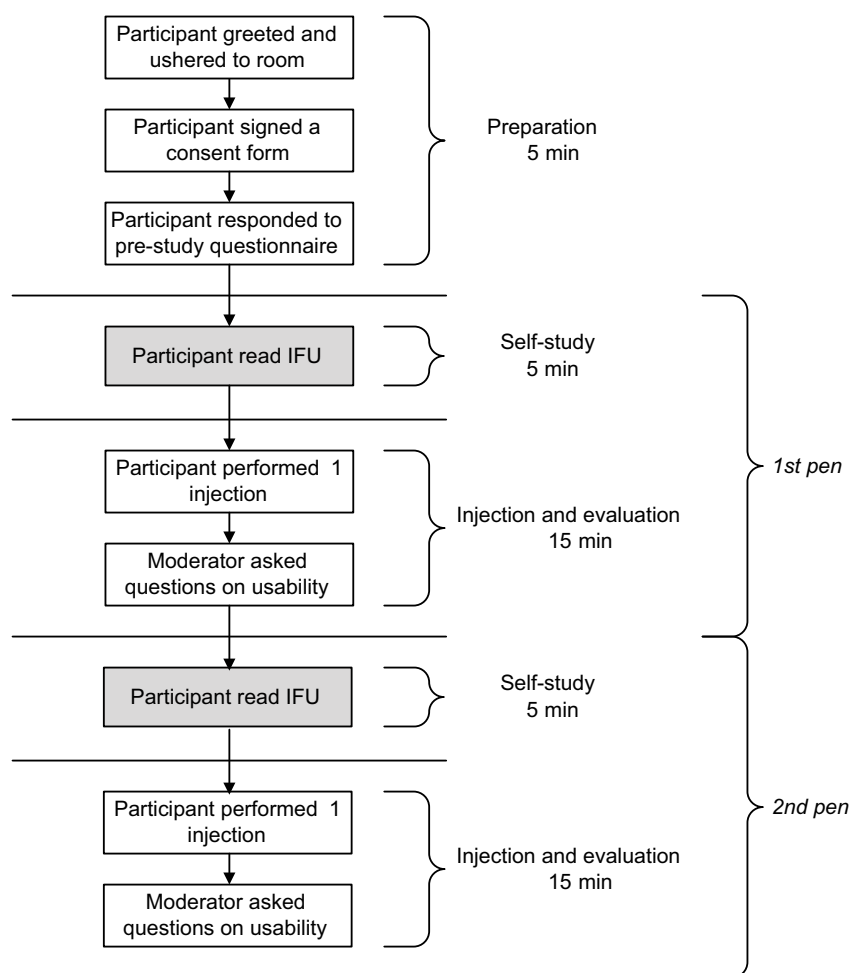 Participant greeted and
ushered to room
Participant signed a
consent form
Participant responded to
pre-study questionnaire
Preparation
5 min
Participant read IFU
Self-study
5 min
Participant performed 1
injection
Moderator asked
questions on usability
Injection and evaluation
15 min
1st pen
Participant read IFU
Self-study
5 min
Participant performed 1
injection
Moderator asked
questions on usability
Injection and evaluation
15 min
2nd pen